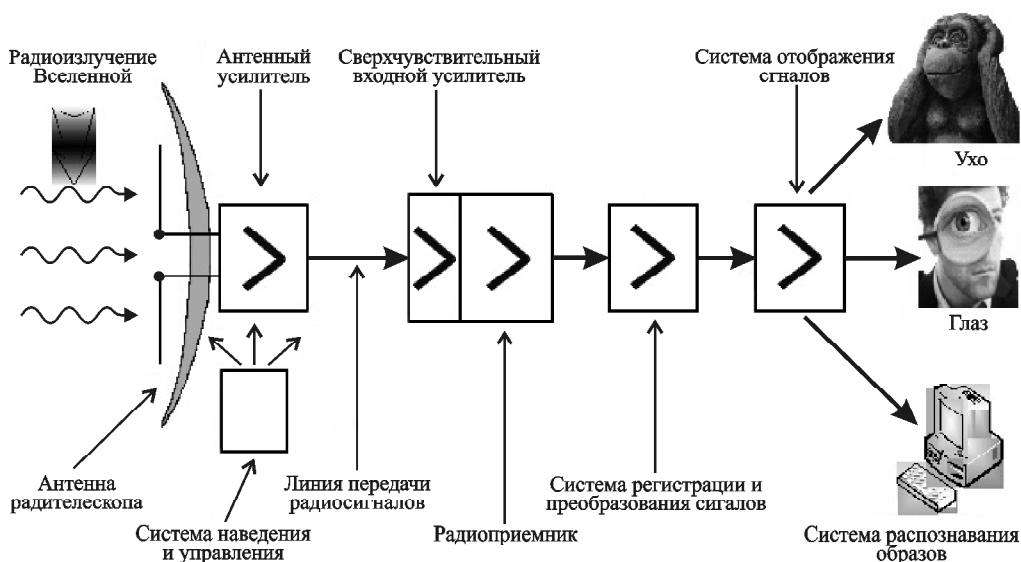 Радиоизлучение
Вселенной
Антенный
усилитель
Сверхчувствительный
входной усилитель
Система отображения
сгналов
Ухо
Глаз
Антенна
радителескопа
Система наведения
и управления
Линия передачи
радиосигналов
Радиоприемник
Система регистрации и
преобразования сигалов
Система распознавания
образов